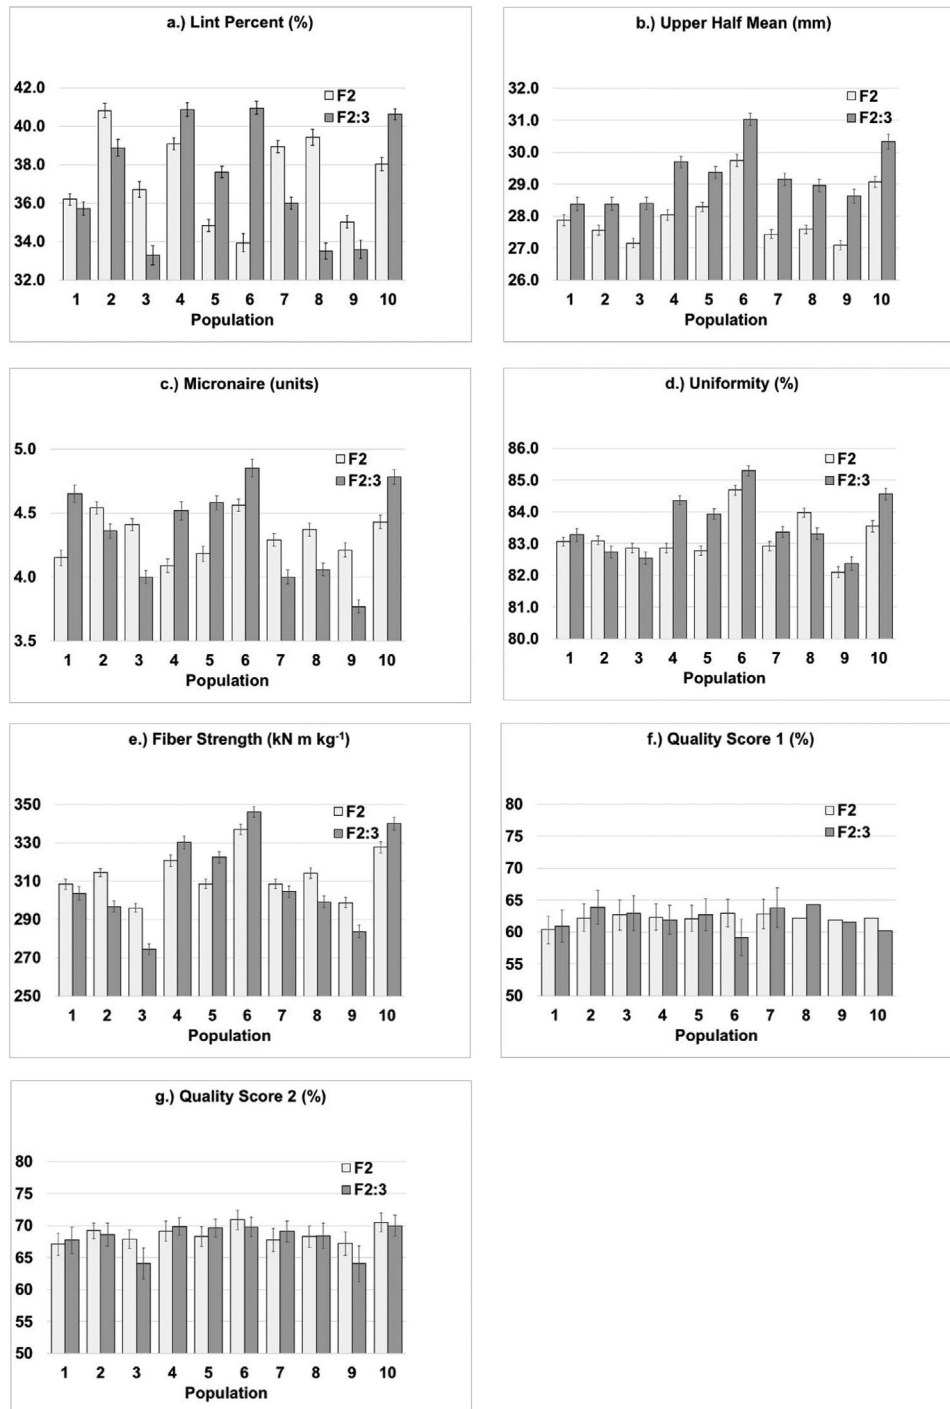 a.) Lint Percent (%)
F2
F2:3
42.0
40.0
38.0
36.0
34.0
32.0
1 2 3 4 5 6 7 8 9 10
Population
b.) Upper Half Mean (mm)
F2
F2:3
32.0
31.0
30.0
29.0
28.0
27.0
26.0
1 2 3 4 5 6 7 8 9 10
Population
c.) Micronaire (units)
F2
F2:3
5.0
4.5
4.0
3.5
1 2 3 4 5 6 7 8 9 10
Population
d.) Uniformity (%)
F2
F2:3
86.0
85.0
84.0
83.0
82.0
81.0
80.0
1 2 3 4 5 6 7 8 9 10
Population
e.) Fiber Strength (kN m kg⁻¹)
F2
F2:3
350
330
310
290
270
250
1 2 3 4 5 6 7 8 9 10
Population
f.) Quality Score 1 (%)
F2
F2:3
80
75
70
65
60
55
50
1 2 3 4 5 6 7 8 9 10
Population
g.) Quality Score 2 (%)
F2
F2:3
80
75
70
65
60
55
50
1 2 3 4 5 6 7 8 9 10
Population